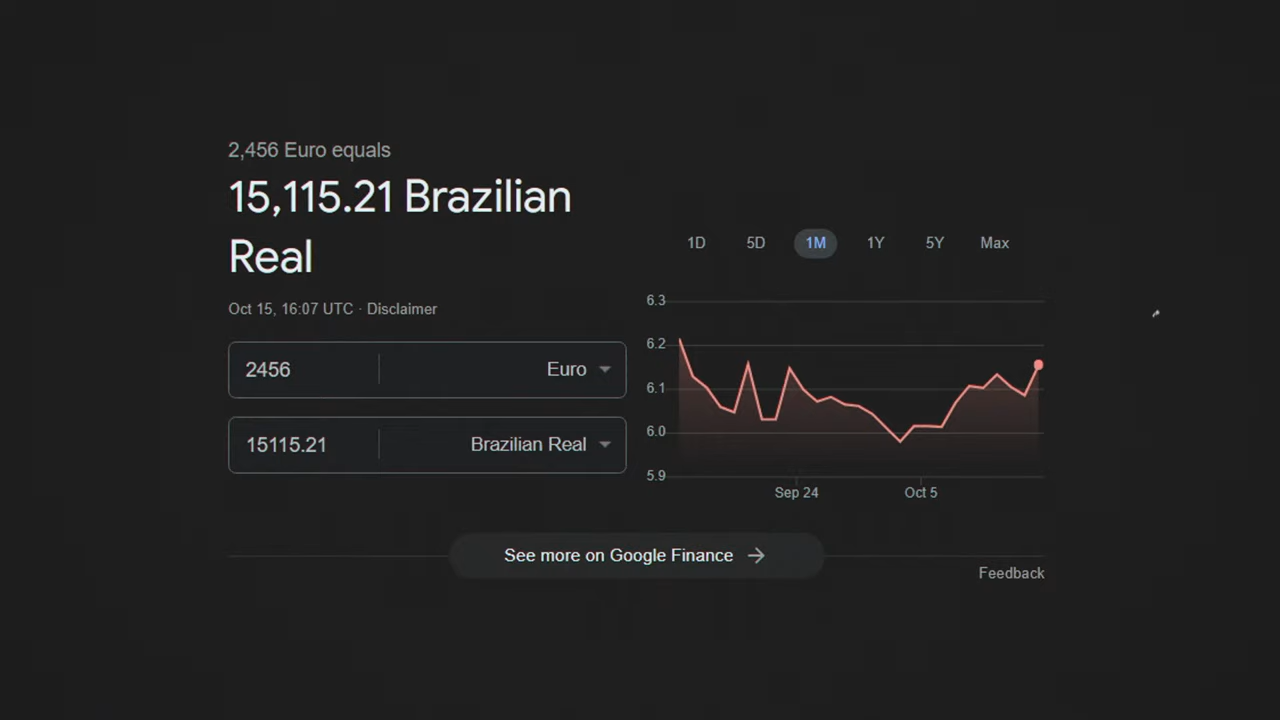 2,456 Euro equals
15,115.21 Brazilian
Real
Oct 15, 16:07 UTC · Disclaimer
2456 Euro
15115.21 Brazilian Real
1D 5D 1M 1Y 5Y Max
6.3
6.2
6.1
6.0
5.9
Sep 24 Oct 5
See more on Google Finance
Feedback